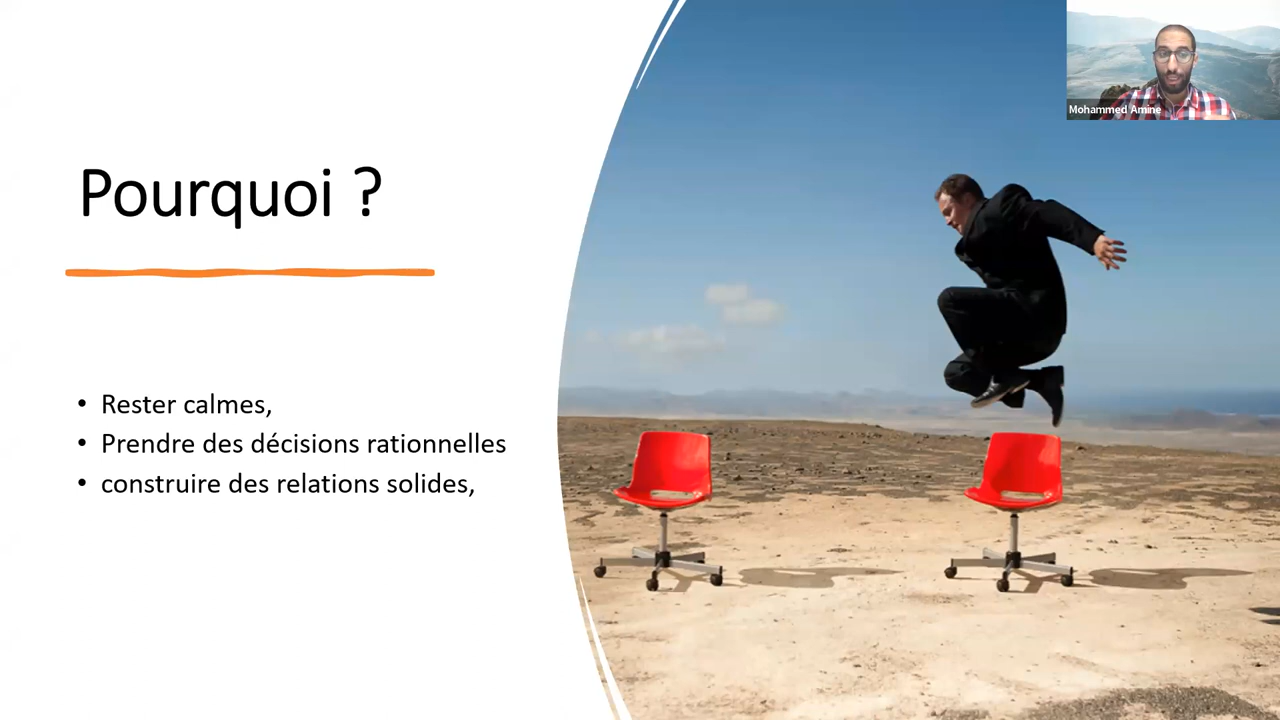 Mohammed Amine
Pourquoi ?
• Rester calmes,
• Prendre des décisions rationnelles
• construire des relations solides,